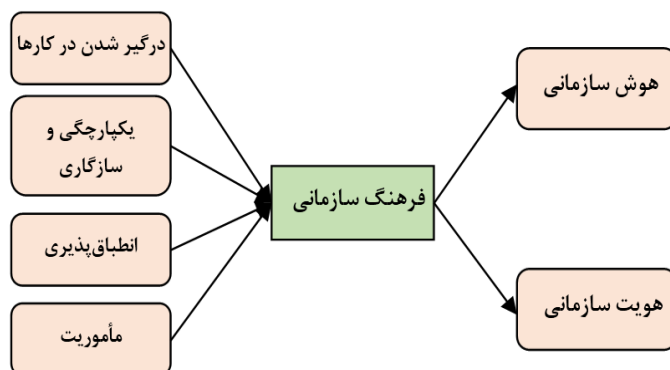 درگیر شدن در کارها
یکپارچگی و
سازگاری
انطباق‌پذیری
مأموریت
فرهنگ سازمانی
هوش سازمانی
هویت سازمانی